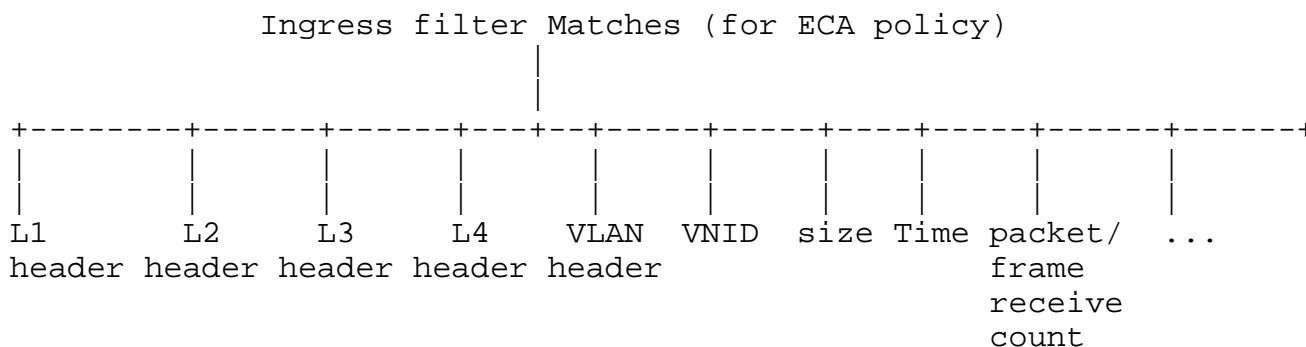 Ingress filter Matches (for ECA policy)
|
|
+--------+------+------+---+--+-----+-----+----+-----+------+------+
|        |      |      |      |     |     |    |     |      |
|        |      |      |      |     |     |    |     |      |
L1       L2     L3     L4     VLAN  VNID  size Time packet/  ...
header header header header header
frame
receive
count